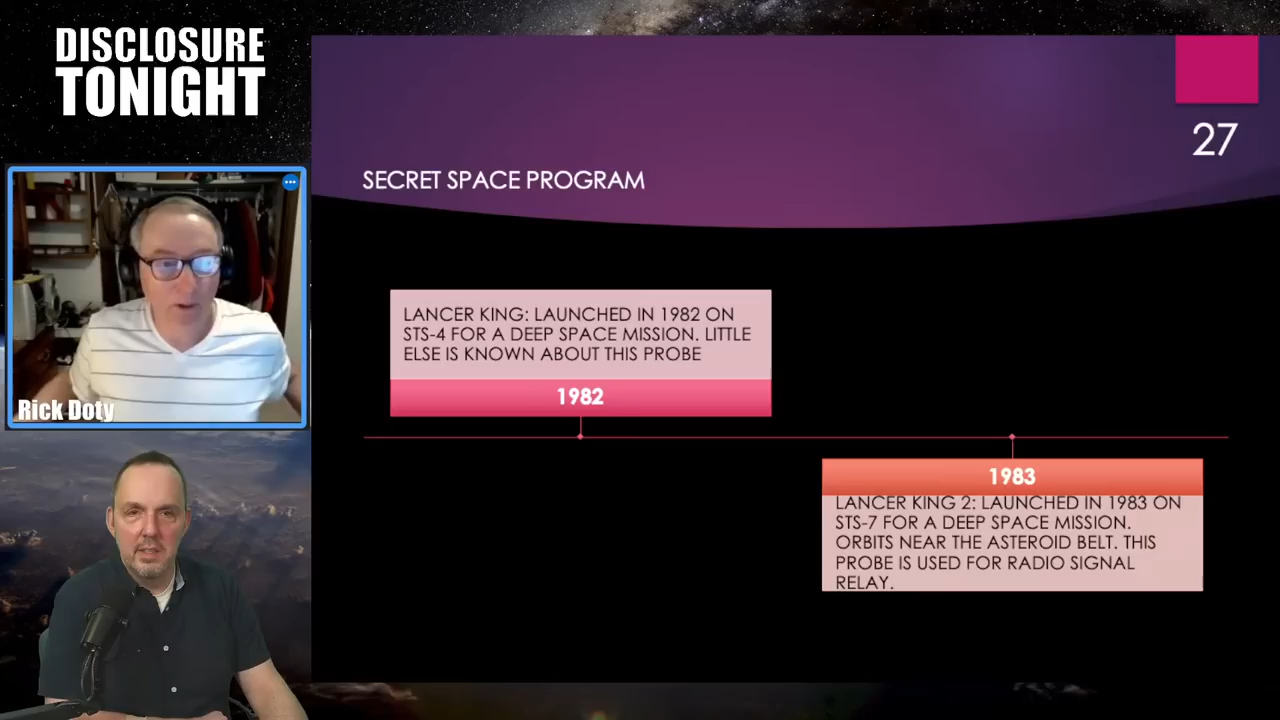 DISCLOSURE
TONIGHT
27
SECRET SPACE PROGRAM
LANCER KING: LAUNCHED IN 1982 ON
STS-4 FOR A DEEP SPACE MISSION. LITTLE
ELSE IS KNOWN ABOUT THIS PROBE
1982
Rick Doty
1983
LANCER KING 2: LAUNCHED IN 1983 ON
STS-7 FOR A DEEP SPACE MISSION.
ORBITS NEAR THE ASTEROID BELT. THIS
PROBE IS USED FOR RADIO SIGNAL
RELAY.